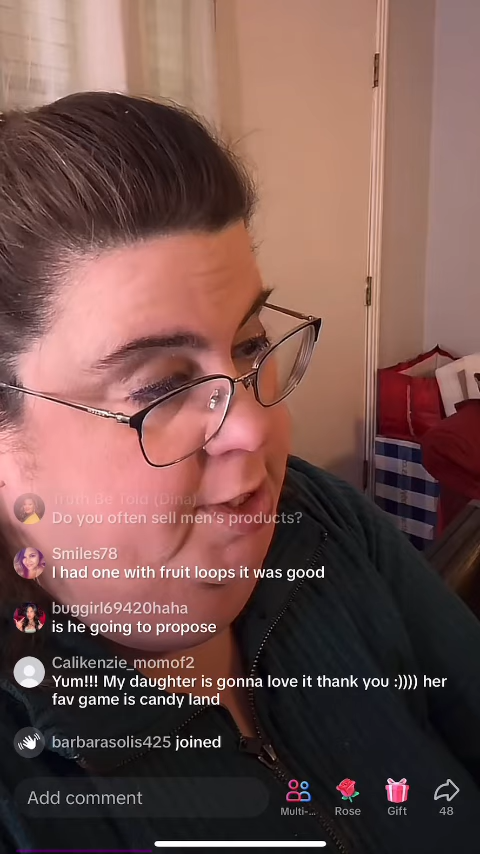 Truth Be Told (Dina)
Do you often sell men's products?
Smiles78
I had one with fruit loops it was good
buggirl69420haha
is he going to propose
Calikenzie_momof2
Yum!!! My daughter is gonna love it thank you :)))) her
fav game is candy land
barbarasolis425 joined
Add comment
Multi-...
Rose
Gift
48